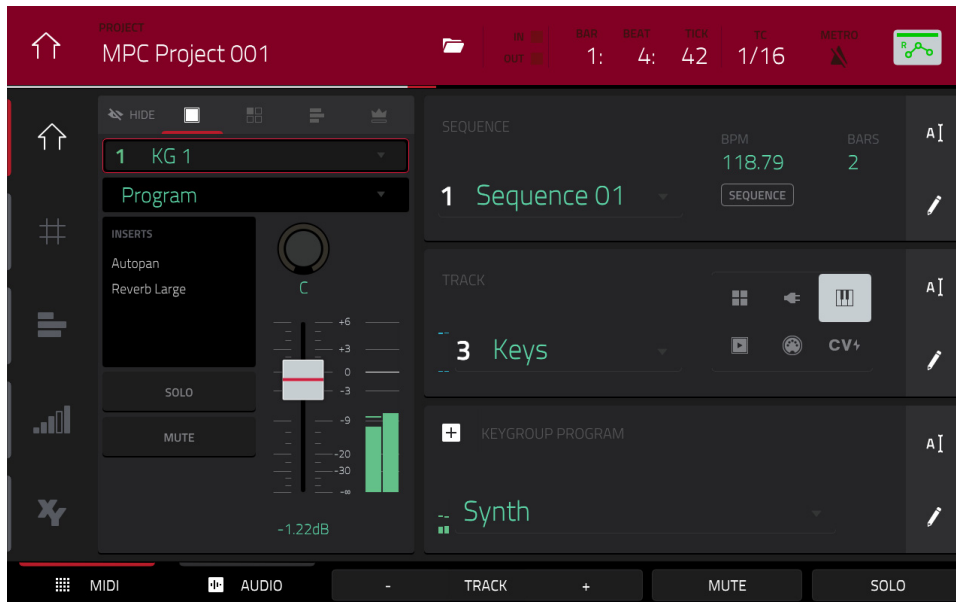 PROJECT
MPC Project 001
IN
OUT
BAR BEAT TICK TC METRO
1: 4: 42 1/16
R
HIDE
1 KG 1
Program
INSERTS
Autopan
Reverb Large
C
+6
+3
0
-3
-9
-20
-30
-∞
SOLO
MUTE
-1.22dB
XY
SEQUENCE
BPM BARS
118.79 2
1 Sequence 01
SEQUENCE
A
TRACK
3 Keys
CV
A
KEYGROUP PROGRAM
Synth
A
MIDI AUDIO - TRACK + MUTE SOLO